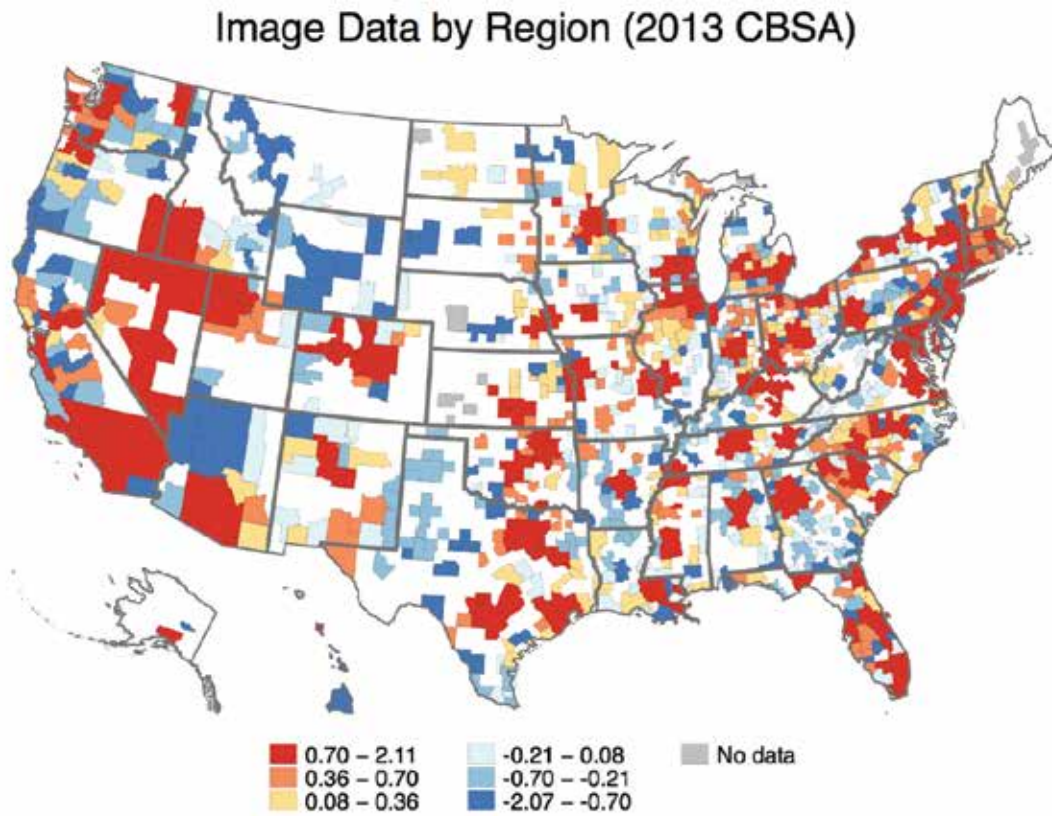 Image Data by Region (2013 CBSA)
0.70 – 2.11
0.36 – 0.70
0.08 – 0.36
-0.21 – 0.08
-0.70 – -0.21
-2.07 – -0.70
No data